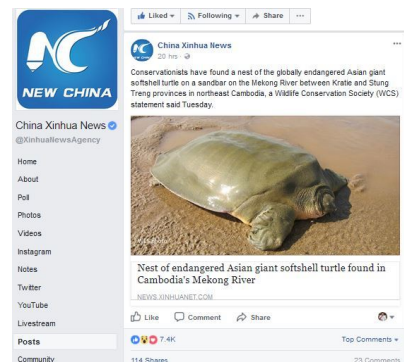 Liked Following Share
NEW CHINA
China Xinhua News
@XinhuaNewsAgency
Home
About
Poll
Photos
Videos
Instagram
Notes
Twitter
YouTube
Livestream
Posts
Community
China Xinhua News
20 hrs
Conservationists have found a nest of the globally endangered Asian giant
softshell turtle on a sandbar on the Mekong River between Kratie and Stung
Treng provinces in northeast Cambodia, a Wildlife Conservation Society (WCS)
statement said Tuesday.
Nest of endangered Asian giant softshell turtle found in
Cambodia's Mekong River
NEWS.XINHUANET.COM
Like Comment Share
7.4K Top Comments
114 Shares 23 Comments